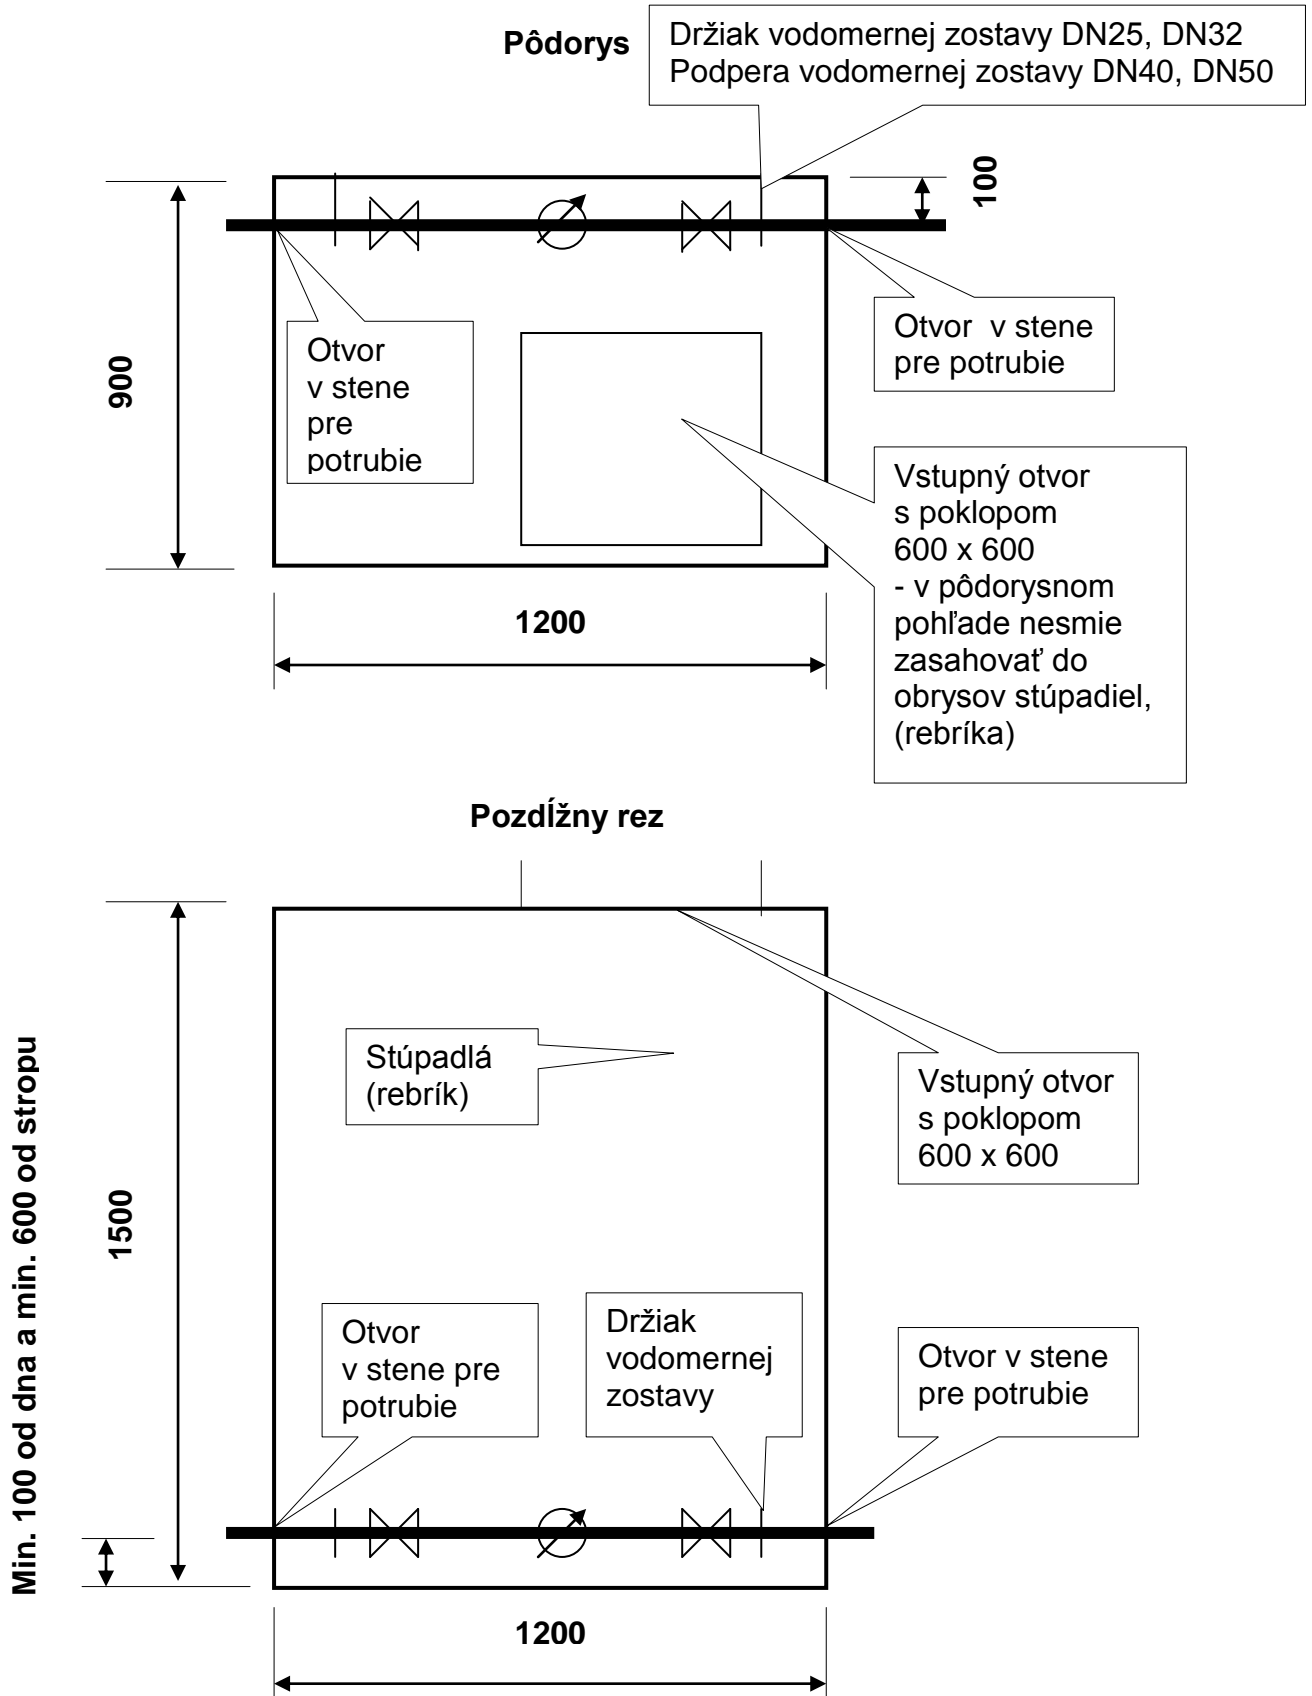 Pôdorys
Držiak vodomernej zostavy DN25, DN32
Podpera vodomernej zostavy DN40, DN50
100
900
Otvor
v stene
pre
potrubie
Otvor v stene
pre potrubie
Vstupný otvor
s poklopom
600 x 600
- v pôdorysnom
pohľade nesmie
zasahovať do
obrysov stúpadiel,
(rebríka)
1200
Pozdĺžny rez
Min. 100 od dna a min. 600 od stropu
1500
Stúpadlá
(rebrík)
Vstupný otvor
s poklopom
600 x 600
Otvor
v stene pre
potrubie
Držiak
vodomernej
zostavy
Otvor v stene
pre potrubie
1200